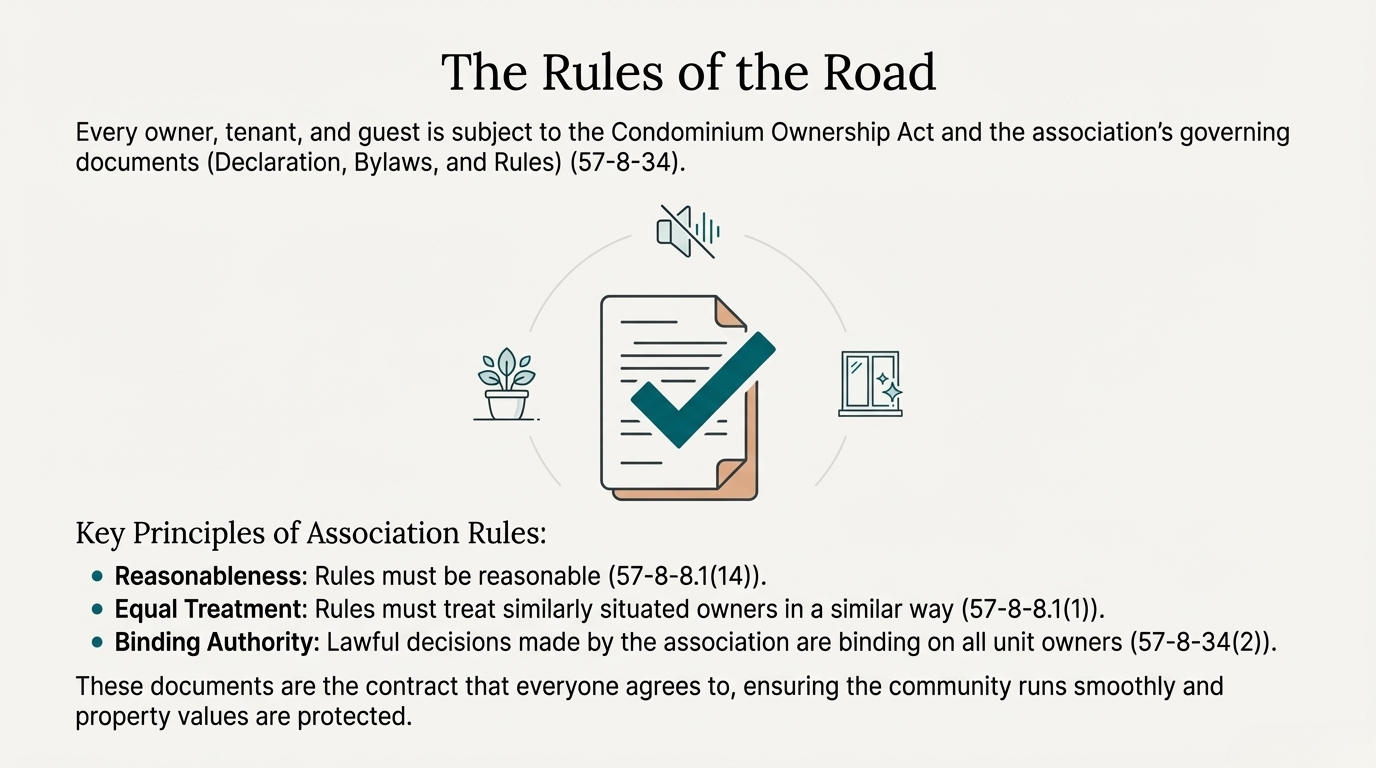 The Rules of the Road
Every owner, tenant, and guest is subject to the Condominium Ownership Act and the association’s governing
documents (Declaration, Bylaws, and Rules) (57-8-34).
Key Principles of Association Rules:
• Reasonableness: Rules must be reasonable (57-8-8.1(14)).
• Equal Treatment: Rules must treat similarly situated owners in a similar way (57-8-8.1(1)).
• Binding Authority: Lawful decisions made by the association are binding on all unit owners (57-8-34(2)).
These documents are the contract that everyone agrees to, ensuring the community runs smoothly and
property values are protected.